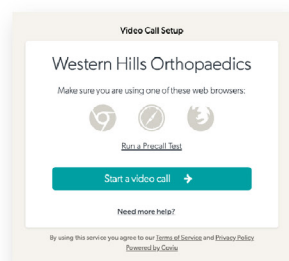 Video Call Setup
Western Hills Orthopaedics
Make sure you are using one of these web browsers:
Run a Precall Test
Start a video call
Need more help?
By using this service you agree to our Terms of Service and Privacy Policy
Powered by Coviu